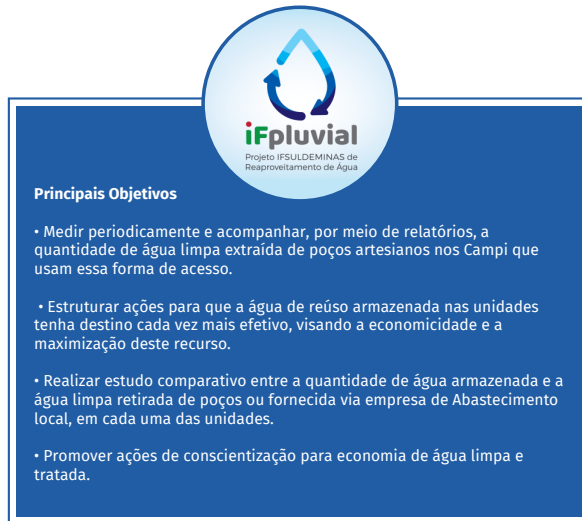 iFpluvial
Projeto IFSULDEMINAS de
Reaproveitamento de Água
Principais Objetivos
• Medir periodicamente e acompanhar, por meio de relatórios, a
quantidade de água limpa extraída de poços artesianos nos Campi que
usam essa forma de acesso.
• Estruturar ações para que a água de reúso armazenada nas unidades
tenha destino cada vez mais efetivo, visando a economicidade e a
maximização deste recurso.
• Realizar estudo comparativo entre a quantidade de água armazenada e a
água limpa retirada de poços ou fornecida via empresa de Abastecimento
local, em cada uma das unidades.
• Promover ações de conscientização para economia de água limpa e
tratada.